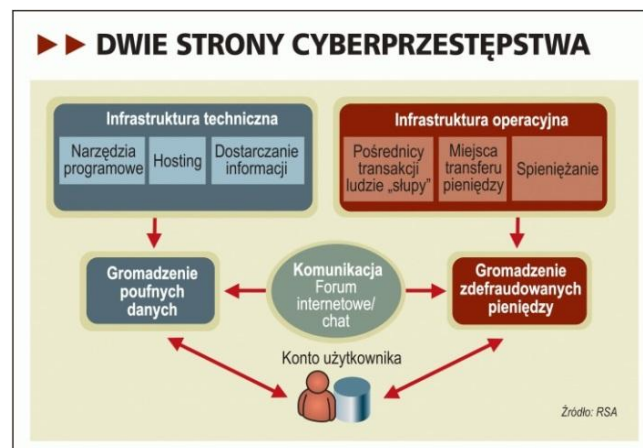 ►► DWIE STRONY CYBERPRZESTĘPSTWA
Infrastruktura techniczna
Narzędzia
programowe
Hosting
Dostarczanie
informacji
Infrastruktura operacyjna
Pośrednicy
transakcji
ludzie „słupy”
Miejsca
transferu
pieniędzy
Spieniężanie
Gromadzenie
poufnych
danych
Komunikacja
Forum
internetowe/
chat
Gromadzenie
zdefraudowanych
pieniędzy
Konto użytkownika
Źródło: RSA